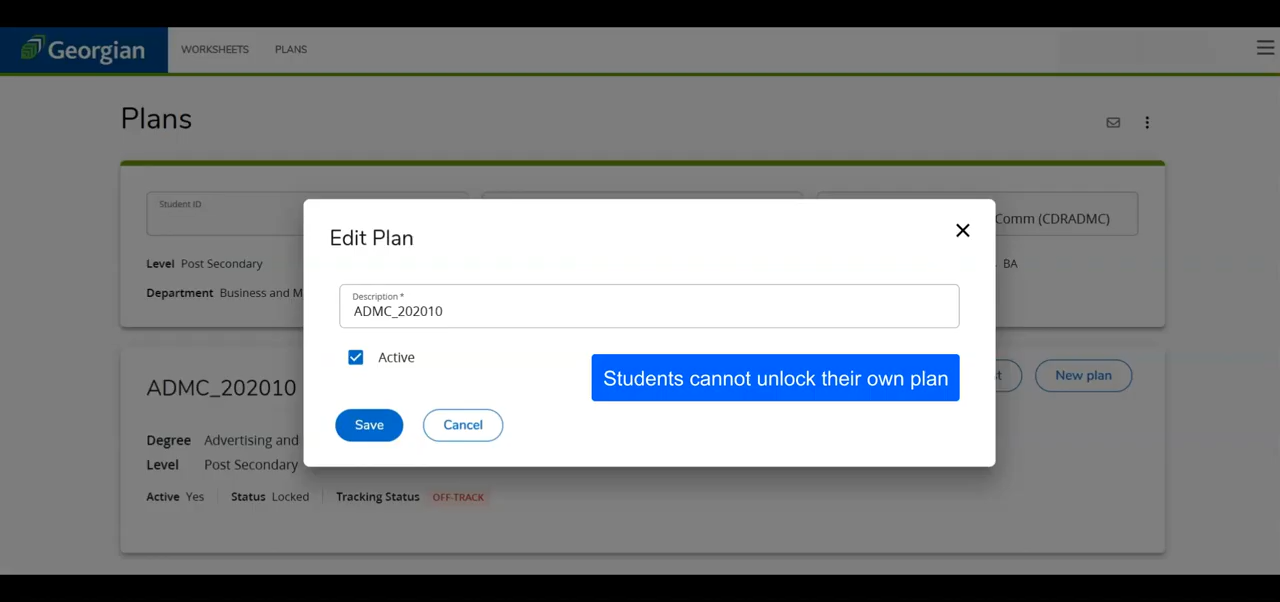 Georgian
WORKSHEETS PLANS
Plans
Student ID
Comm (CDRADMC)
Level Post Secondary
BA
Department Business and M
Edit Plan
Description *
ADMC_202010
Active
Students cannot unlock their own plan
Save Cancel
ADMC_202010
New plan
Degree Advertising and
Level Post Secondary
Active Yes Status Locked Tracking Status OFF-TRACK